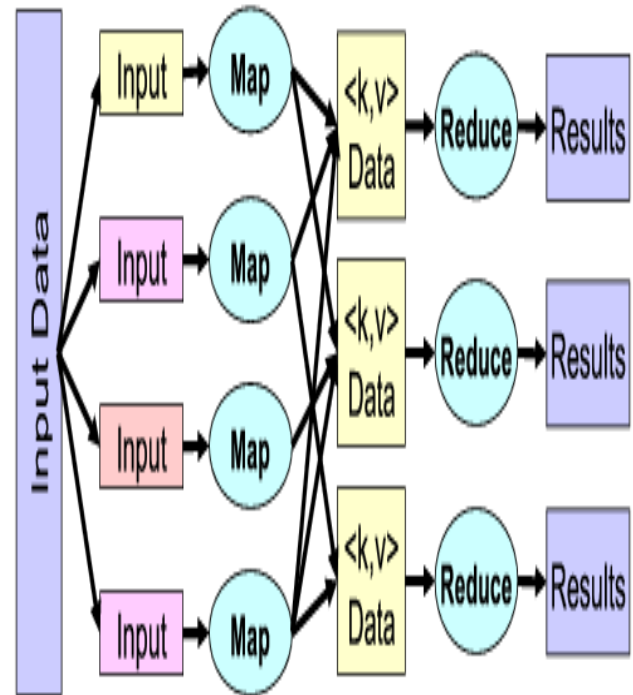 Input Data
Input
Map
Input
Map
Input
Map
Input
Map
<k,v>
Data
Reduce
Results
<k,v>
Data
Reduce
Results
<k,v>
Data
Reduce
Results